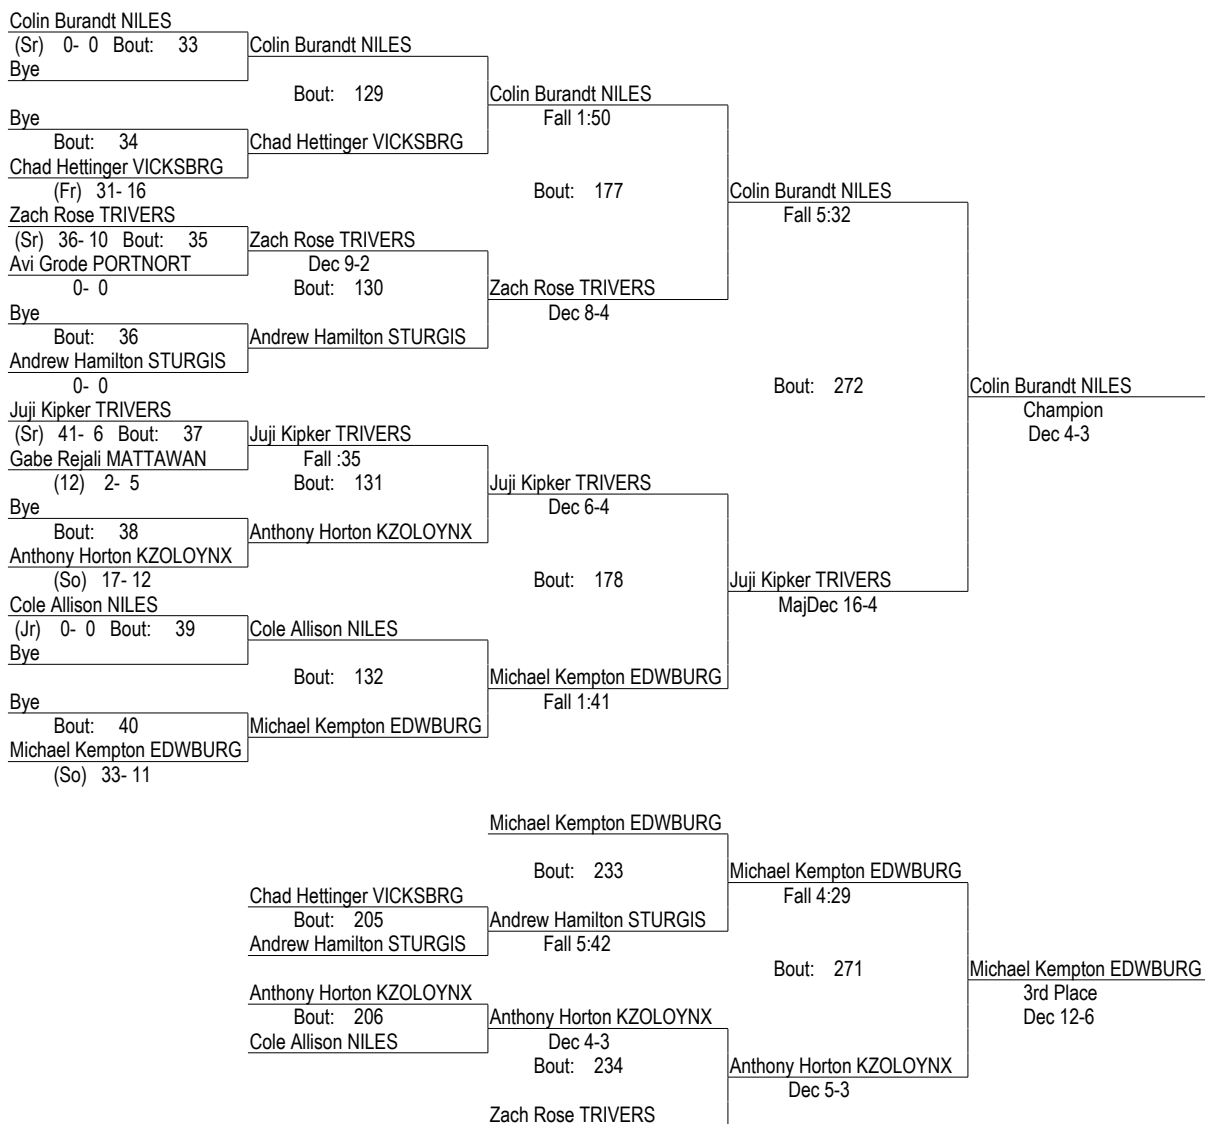 Colin Burandt NILES
(Sr) 0- 0 Bout: 33 Colin Burandt NILES
Bye
Bout: 129 Colin Burandt NILES
Bye Fall 1:50
Bout: 34 Chad Hettinger VICKSBRG
Chad Hettinger VICKSBRG
(Fr) 31- 16 Bout: 177 Colin Burandt NILES
Zach Rose TRIVERS Fall 5:32
(Sr) 36- 10 Bout: 35 Zach Rose TRIVERS
Avi Grode PORTNORT Dec 9-2
0- 0 Bout: 130 Zach Rose TRIVERS
Bye Dec 8-4
Bout: 36 Andrew Hamilton STURGIS
Andrew Hamilton STURGIS
0- 0 Bout: 272 Colin Burandt NILES
Juji Kipker TRIVERS Champion
(Sr) 41- 6 Bout: 37 Juji Kipker TRIVERS Dec 4-3
Gabe Rejali MATTAWAN Fall :35
(12) 2- 5 Bout: 131 Juji Kipker TRIVERS
Bye Dec 6-4
Bout: 38 Anthony Horton KZOLOYNX
Anthony Horton KZOLOYNX
(So) 17- 12 Bout: 178 Juji Kipker TRIVERS
Cole Allison NILES MajDec 16-4
(Jr) 0- 0 Bout: 39 Cole Allison NILES
Bye
Bout: 132 Michael Kempton EDWBURG
Bye Fall 1:41
Bout: 40 Michael Kempton EDWBURG
Michael Kempton EDWBURG
(So) 33- 11
Michael Kempton EDWBURG
Bout: 233 Michael Kempton EDWBURG
Chad Hettinger VICKSBRG Fall 4:29
Bout: 205 Andrew Hamilton STURGIS
Andrew Hamilton STURGIS Fall 5:42
Bout: 271 Michael Kempton EDWBURG
Anthony Horton KZOLOYNX 3rd Place
Bout: 206 Anthony Horton KZOLOYNX Dec 12-6
Cole Allison NILES Dec 4-3
Bout: 234 Anthony Horton KZOLOYNX
Dec 5-3
Zach Rose TRIVERS